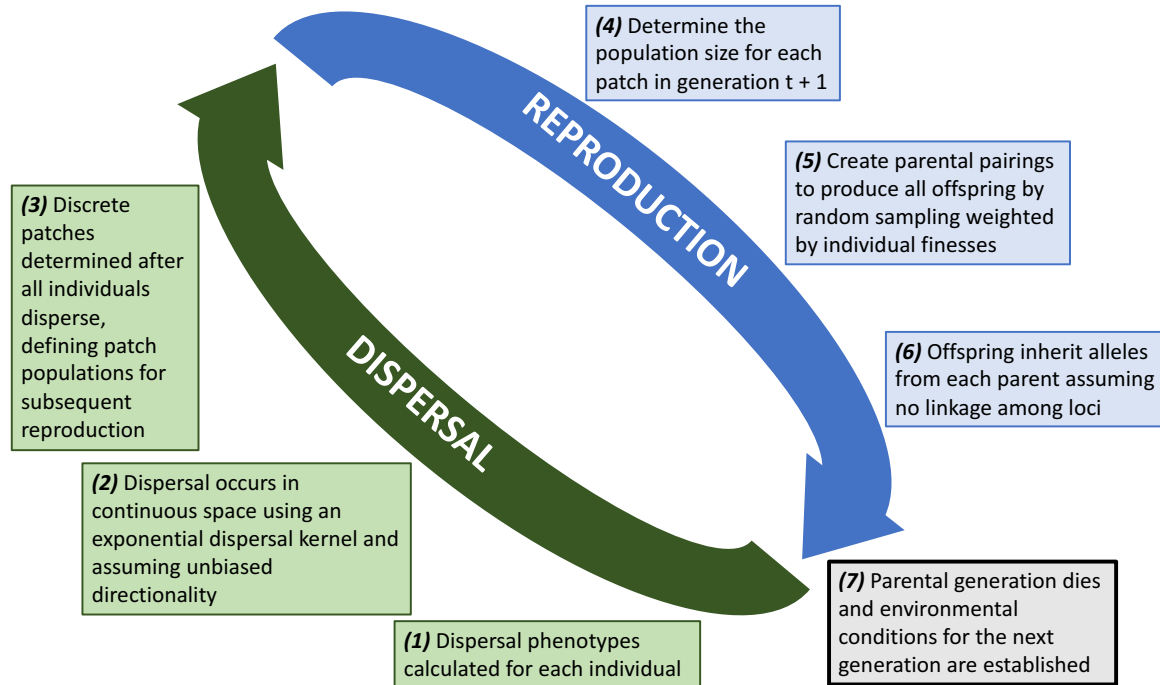 (4) Determine the
population size for each
patch in generation t + 1
REPRODUCTION
(5) Create parental pairings
to produce all offspring by
random sampling weighted
by individual finesses
(3) Discrete
patches
determined after
all individuals
disperse,
defining patch
populations for
subsequent
reproduction
DISPERSAL
(6) Offspring inherit alleles
from each parent assuming
no linkage among loci
(2) Dispersal occurs in
continuous space using an
exponential dispersal kernel and
assuming unbiased
directionality
(7) Parental generation dies
and environmental
conditions for the next
generation are established
(1) Dispersal phenotypes
calculated for each individual